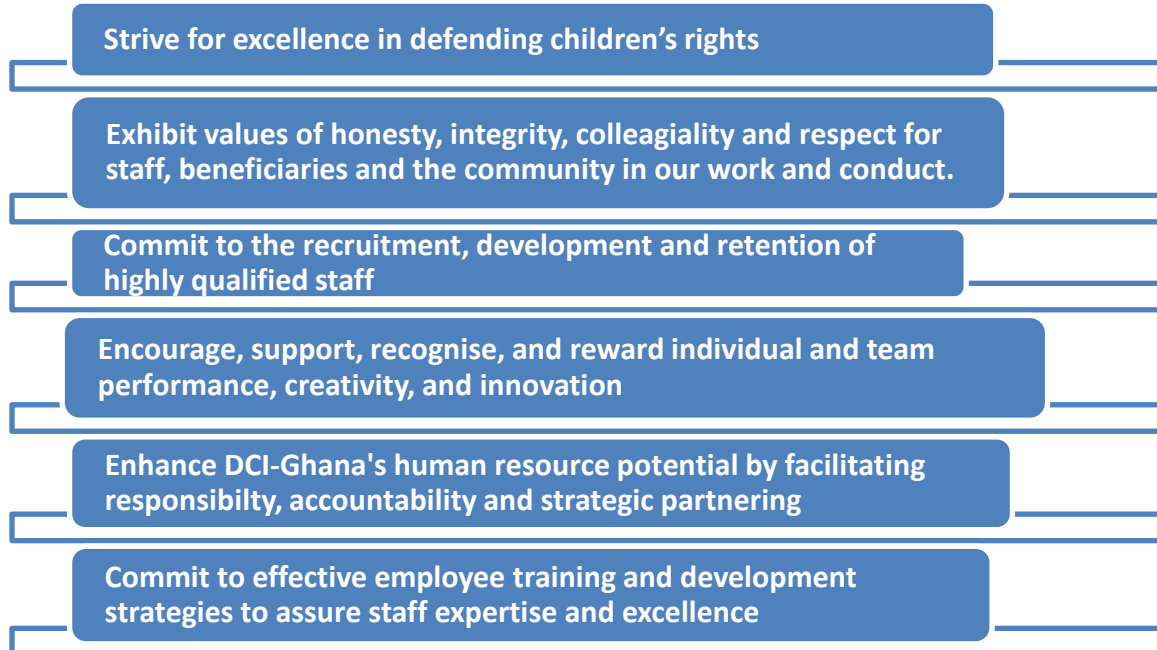 Strive for excellence in defending children’s rights
Exhibit values of honesty, integrity, colleagiality and respect for
staff, beneficiaries and the community in our work and conduct.
Commit to the recruitment, development and retention of
highly qualified staff
Encourage, support, recognise, and reward individual and team
performance, creativity, and innovation
Enhance DCI-Ghana's human resource potential by facilitating
responsibilty, accountability and strategic partnering
Commit to effective employee training and development
strategies to assure staff expertise and excellence